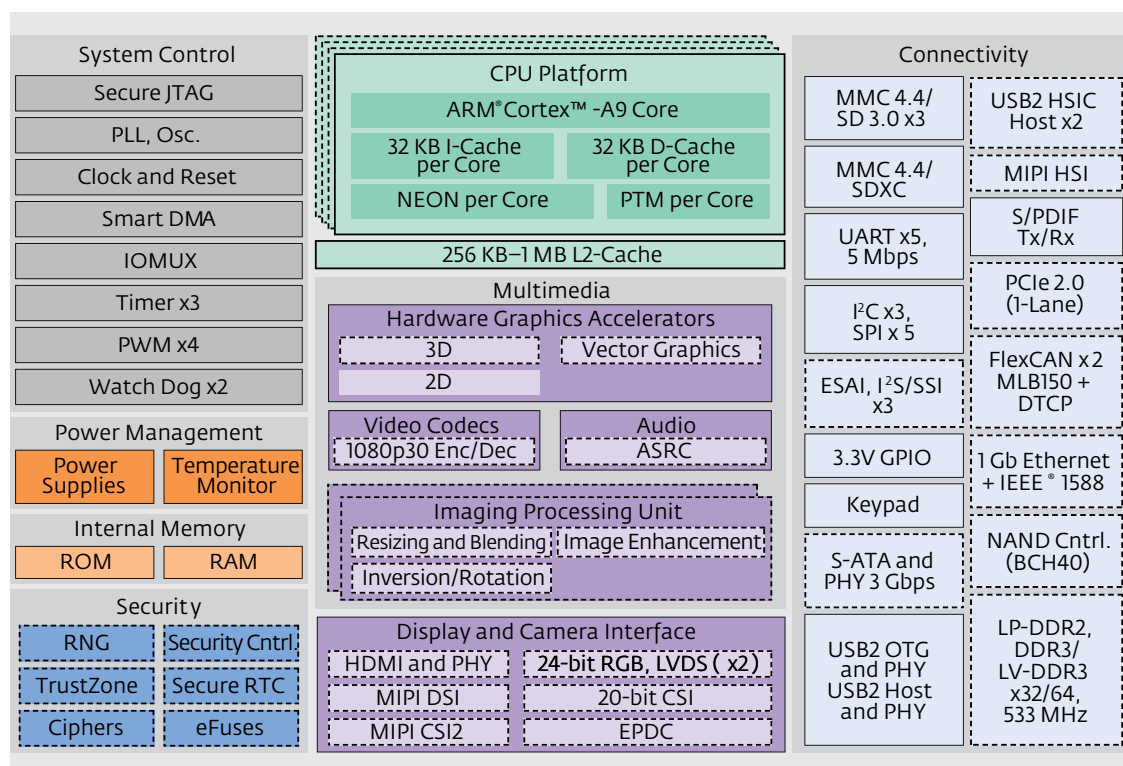 System Control
Secure JTAG
PLL, Osc.
Clock and Reset
Smart DMA
IOMUX
Timer x3
PWM x4
Watch Dog x2
Power Management
Power
Supplies
Temperature
Monitor
Internal Memory
ROM
RAM
Security
RNG
Security Cntrl.
TrustZone
Secure RTC
Ciphers
eFuses
CPU Platform
ARM® Cortex™ -A9 Core
32 KB I-Cache
per Core
32 KB D-Cache
per Core
NEON per Core
PTM per Core
256 KB–1 MB L2-Cache
Multimedia
Hardware Graphics Accelerators
3D
Vector Graphics
2D
Video Codecs
1080p30 Enc/Dec
Audio
ASRC
Imaging Processing Unit
Resizing and Blending
Image Enhancement
Inversion/Rotation
Display and Camera Interface
HDMI and PHY
24-bit RGB, LVDS ( x2)
MIPI DSI
20-bit CSI
MIPI CSI2
EPDC
Connectivity
MMC 4.4/
SD 3.0 x3
MMC 4.4/
SDXC
UART x5,
5 Mbps
I²C x3,
SPI x 5
ESAI, I²S/SSI
x3
3.3V GPIO
Keypad
S-ATA and
PHY 3 Gbps
USB2 OTG
and PHY
USB2 Host
and PHY
USB2 HSIC
Host x2
MIPI HSI
S/PDIF
Tx/Rx
PCIe 2.0
(1-Lane)
FlexCAN x2
MLB150 +
DTCP
1 Gb Ethernet
+ IEEE ® 1588
NAND Cntrl.
(BCH40)
LP-DDR2,
DDR3/
LV-DDR3
x32/64,
533 MHz